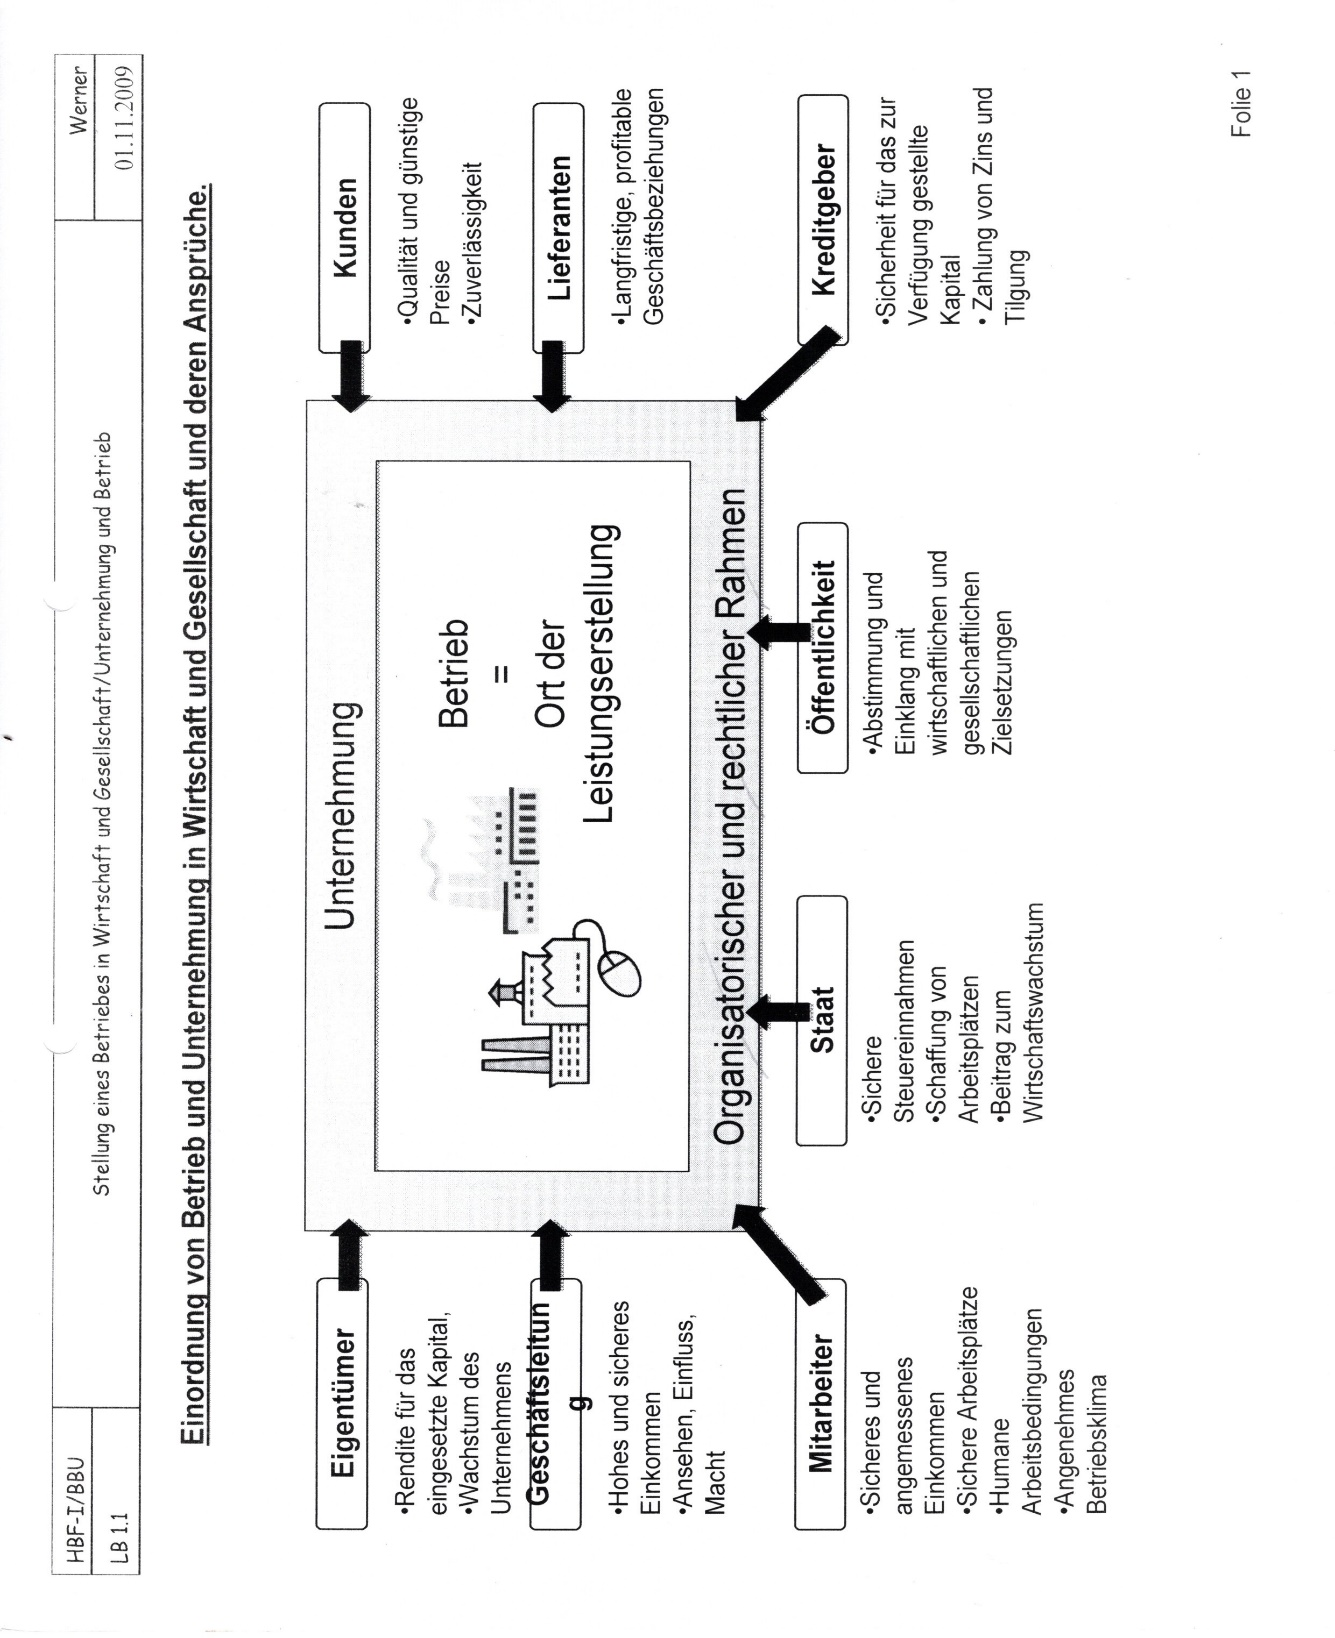 HBF-I/BBU
LB 1.1
Stellung eines Betriebes in Wirtschaft und Gesellschaft/Unternehmung und Betrieb
Werner
01.11.2009
Einordnung von Betrieb und Unternehmung in Wirtschaft und Gesellschaft und deren Ansprüche.
Eigentümer
•Rendite für das
eingesetzte Kapital,
•Wachstum des
Unternehmens
Geschäftsleitun
g
•Hohes und sicheres
Einkommen
•Ansehen, Einfluss,
Macht
Mitarbeiter
•Sicheres und
angemessenes
Einkommen
•Sichere Arbeitsplätze
•Humane
Arbeitsbedingungen
•Angenehmes
Betriebsklima
Unternehmung
Betrieb
=
Ort der
Leistungserstellung
Organisatorischer und rechtlicher Rahmen
Staat
•Sichere
Steuereinnahmen
•Schaffung von
Arbeitsplätzen
•Beitrag zum
Wirtschaftswachstum
Öffentlichkeit
•Abstimmung und
Einklang mit
wirtschaftlichen und
gesellschaftlichen
Zielsetzungen
Kunden
•Qualität und günstige
Preise
•Zuverlässigkeit
Lieferanten
•Langfristige, profitable
Geschäftsbeziehungen
Kreditgeber
•Sicherheit für das zur
Verfügung gestellte
Kapital
• Zahlung von Zins und
Tilgung
Folie 1